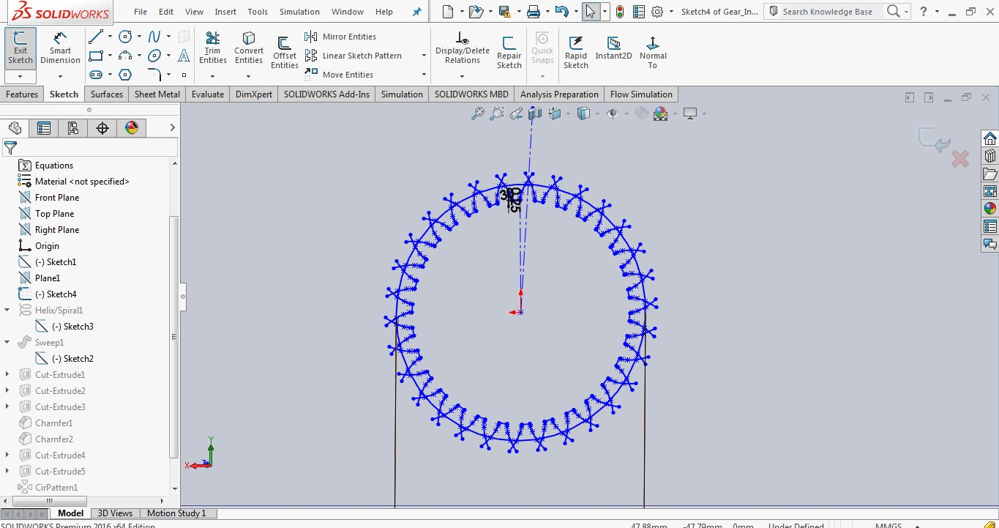 SOLIDWORKS
File Edit View Insert Tools Simulation Window Help
Sketch4 of Gear_In...
Search Knowledge Base
?
Exit Sketch
Smart Dimension
Trim Entities
Convert Entities
Offset Entities
Mirror Entities
Linear Sketch Pattern
Move Entities
Display/Delete Relations
Repair Sketch
Quick Snaps
Rapid Sketch
Instant2D
Normal To
Features Sketch Surfaces Sheet Metal Evaluate DimXpert SOLIDWORKS Add-Ins Simulation SOLIDWORKS MBD Analysis Preparation Flow Simulation
Equations
Material <not specified>
Front Plane
Top Plane
Right Plane
Origin
(-) Sketch1
Plane1
(-) Sketch4
Helix/Spiral1
(-) Sketch3
Sweep1
(-) Sketch2
Cut-Extrude1
Cut-Extrude2
Cut-Extrude3
Chamfer1
Chamfer2
Cut-Extrude4
Cut-Extrude5
CirPattern1
Y
X
Z
Model 3D Views Motion Study 1
SOLIDWORKS Premium 2016 x64 Edition
47.88mm -47.79mm 0mm Under Defined MMGS